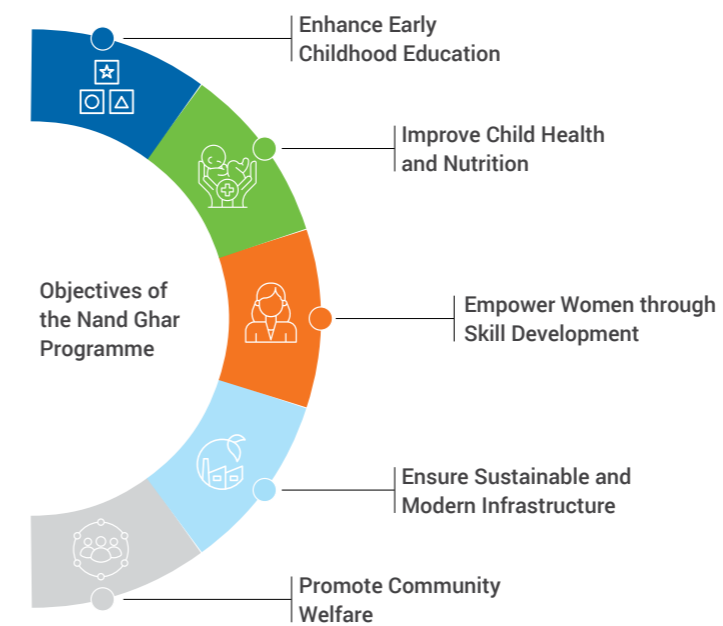 Enhance Early
Childhood Education
Improve Child Health
and Nutrition
Objectives of
the Nand Ghar
Programme
Empower Women through
Skill Development
Ensure Sustainable and
Modern Infrastructure
Promote Community
Welfare